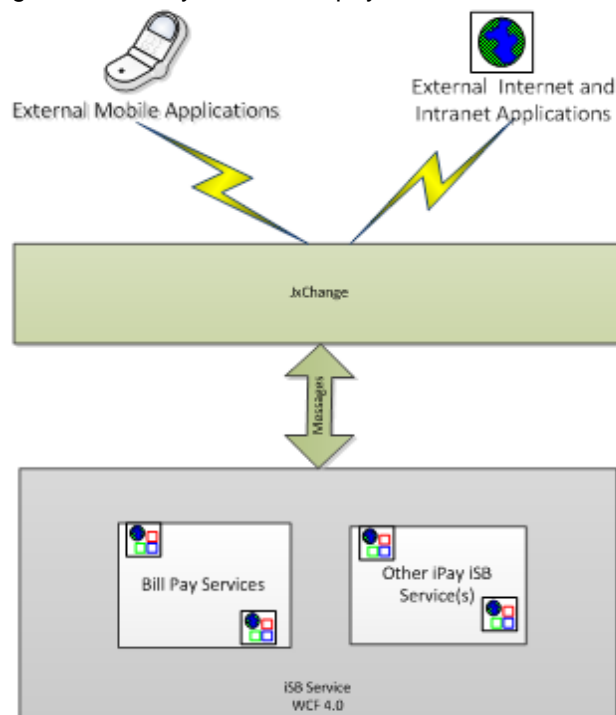 External Mobile Applications
External Internet and
Intranet Applications
JxChange
Messages
Bill Pay Services
Other iPay iSB
Service(s)
iSB Service
WCF 4.0